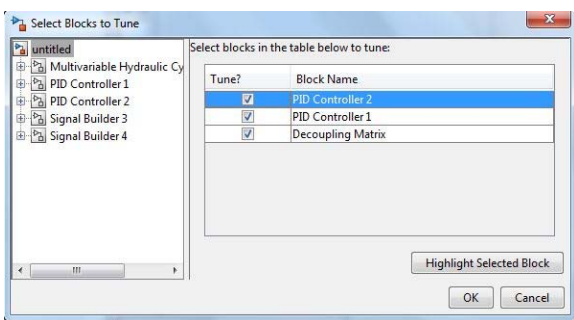 Select Blocks to Tune
untitled
Multivariable Hydraulic Cy
PID Controller 1
PID Controller 2
Signal Builder 3
Signal Builder 4
Select blocks in the table below to tune:
Tune? Block Name
PID Controller 2
PID Controller 1
Decoupling Matrix
Highlight Selected Block
OK Cancel